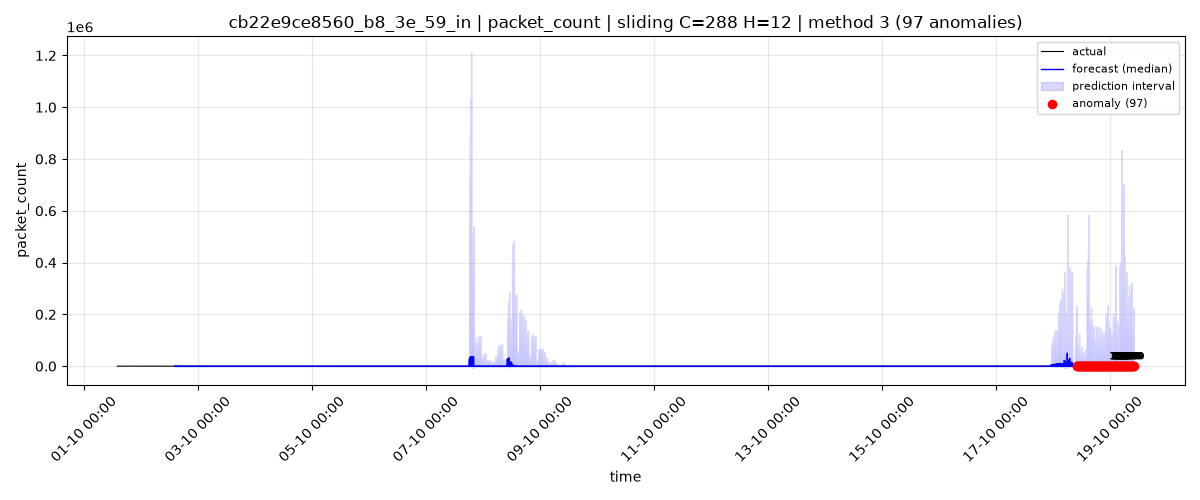 cb22e9ce8560_b8_3e_59_in | packet_count | sliding C=288 H=12 | method 3 (97 anomalies)
1e6
actual
forecast (median)
prediction interval
anomaly (97)
1.2
1.0
0.8
0.6
0.4
0.2
0.0
packet_count
01-10 00:00
03-10 00:00
05-10 00:00
07-10 00:00
09-10 00:00
11-10 00:00
13-10 00:00
15-10 00:00
17-10 00:00
19-10 00:00
time